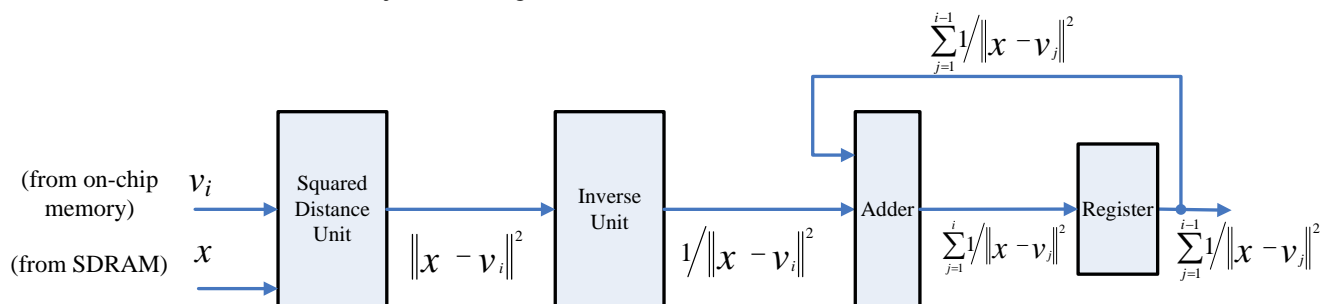 ∑_{j=1}^{i-1} 1/‖x - v_j‖²
(from on-chip
memory)
v_i
(from SDRAM)
x
Squared
Distance
Unit
‖x - v_i‖²
Inverse
Unit
1/‖x - v_i‖²
Adder
∑_{j=1}^{i} 1/‖x - v_j‖²
Register
∑_{j=1}^{i-1} 1/‖x - v_j‖²